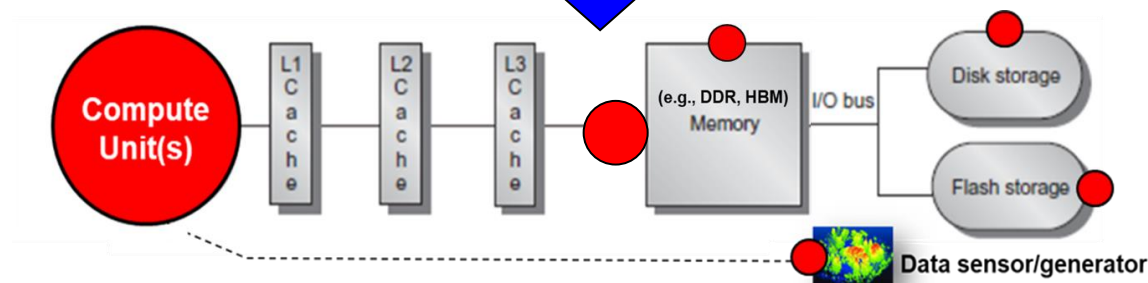 Compute
Unit(s)
L1
C
a
c
h
e
L2
C
a
c
h
e
L3
C
a
c
h
e
(e.g., DDR, HBM)
Memory
I/O bus
Disk storage
Flash storage
Data sensor/generator